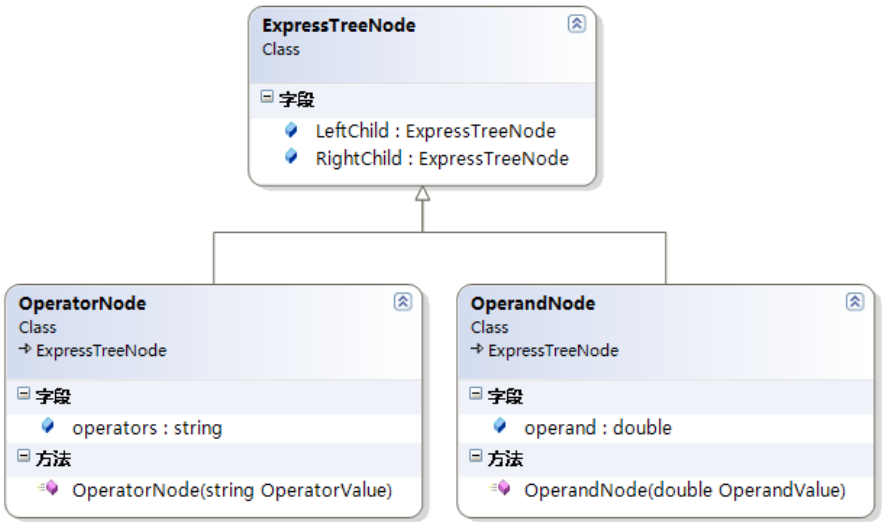 ExpressTreeNode
Class
字段
LeftChild : ExpressTreeNode
RightChild : ExpressTreeNode
OperatorNode
Class
ExpressTreeNode
字段
operators : string
方法
OperatorNode(string OperatorValue)
OperandNode
Class
ExpressTreeNode
字段
operand : double
方法
OperandNode(double OperandValue)